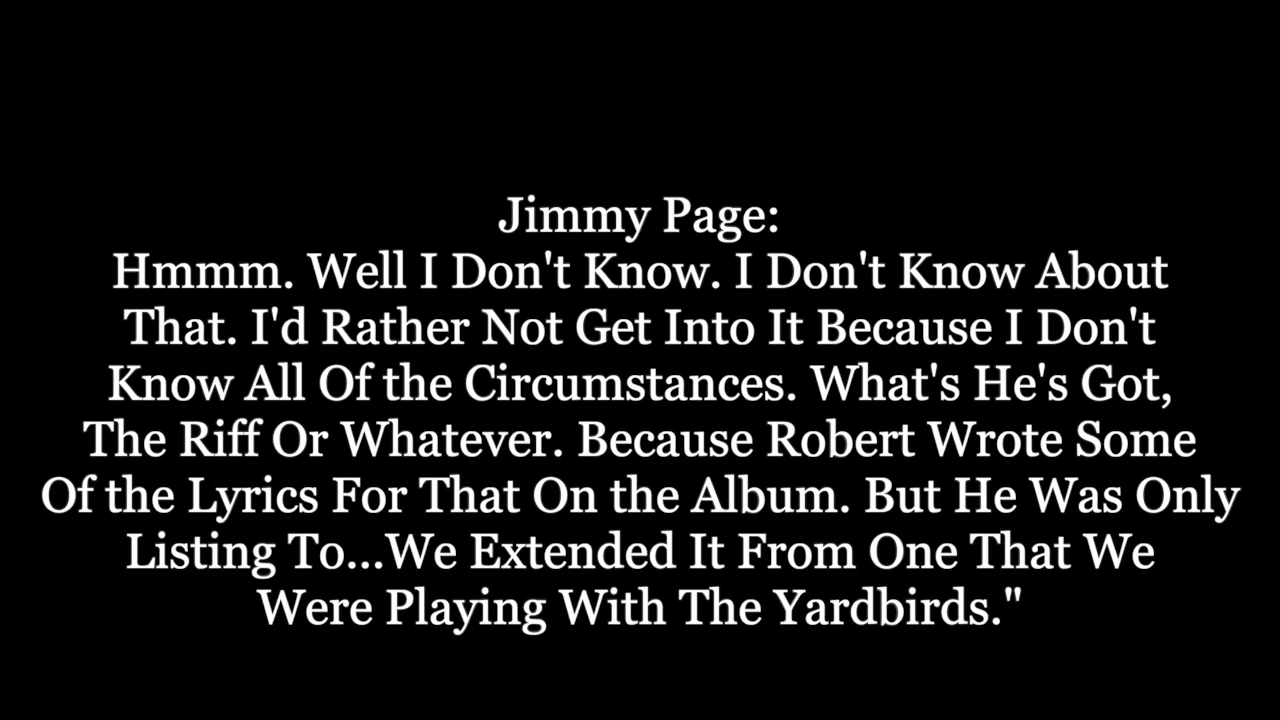 Jimmy Page:
Hmmm. Well I Don't Know. I Don't Know About
That. I'd Rather Not Get Into It Because I Don't
Know All Of the Circumstances. What's He's Got,
The Riff Or Whatever. Because Robert Wrote Some
Of the Lyrics For That On the Album. But He Was Only
Listing To...We Extended It From One That We
Were Playing With The Yardbirds."